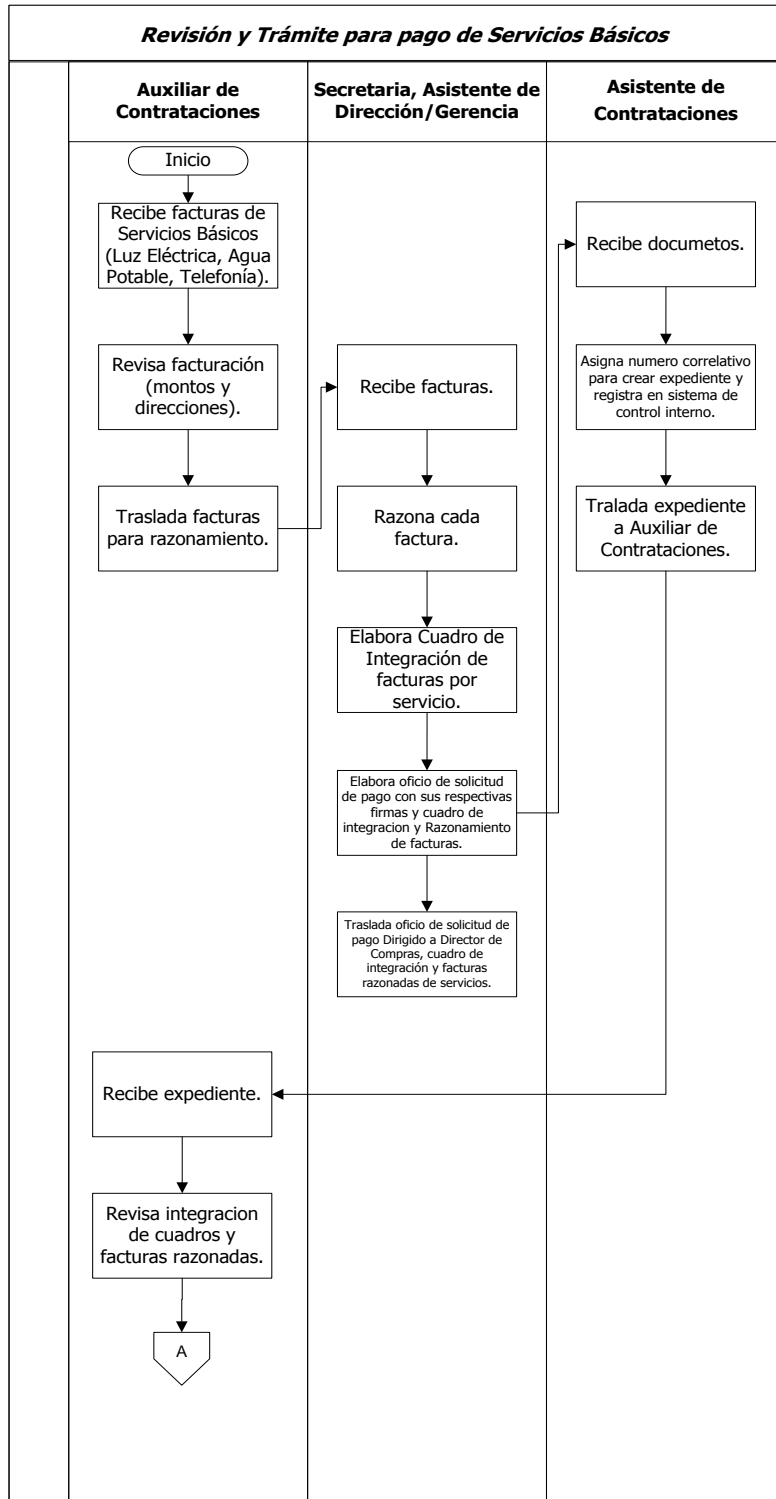 Revisión y Trámite para pago de Servicios Básicos
Auxiliar de
Contrataciones
Secretaria, Asistente de
Dirección/Gerencia
Asistente de
Contrataciones
Inicio
Recibe facturas de
Servicios Básicos
(Luz Eléctrica, Agua
Potable, Telefonía).
Revisa facturación
(montos y
direcciones).
Traslada facturas
para razonamiento.
Recibe facturas.
Razona cada
factura.
Elabora Cuadro de
Integración de
facturas por
servicio.
Elabora oficio de solicitud
de pago con sus respectivas
firmas y cuadro de
integracion y Razonamiento
de facturas.
Traslada oficio de solicitud de
pago Dirigido a Director de
Compras, cuadro de
integración y facturas
razonadas de servicios.
Recibe documetos.
Asigna numero correlativo
para crear expediente y
registra en sistema de
control interno.
Tralada expediente
a Auxiliar de
Contrataciones.
Recibe expediente.
Revisa integracion
de cuadros y
facturas razonadas.
A